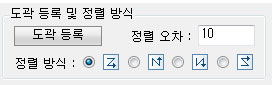 도곽 등록 및 정렬 방식
도곽 등록 정렬 오차 : 10
정렬 방식 :